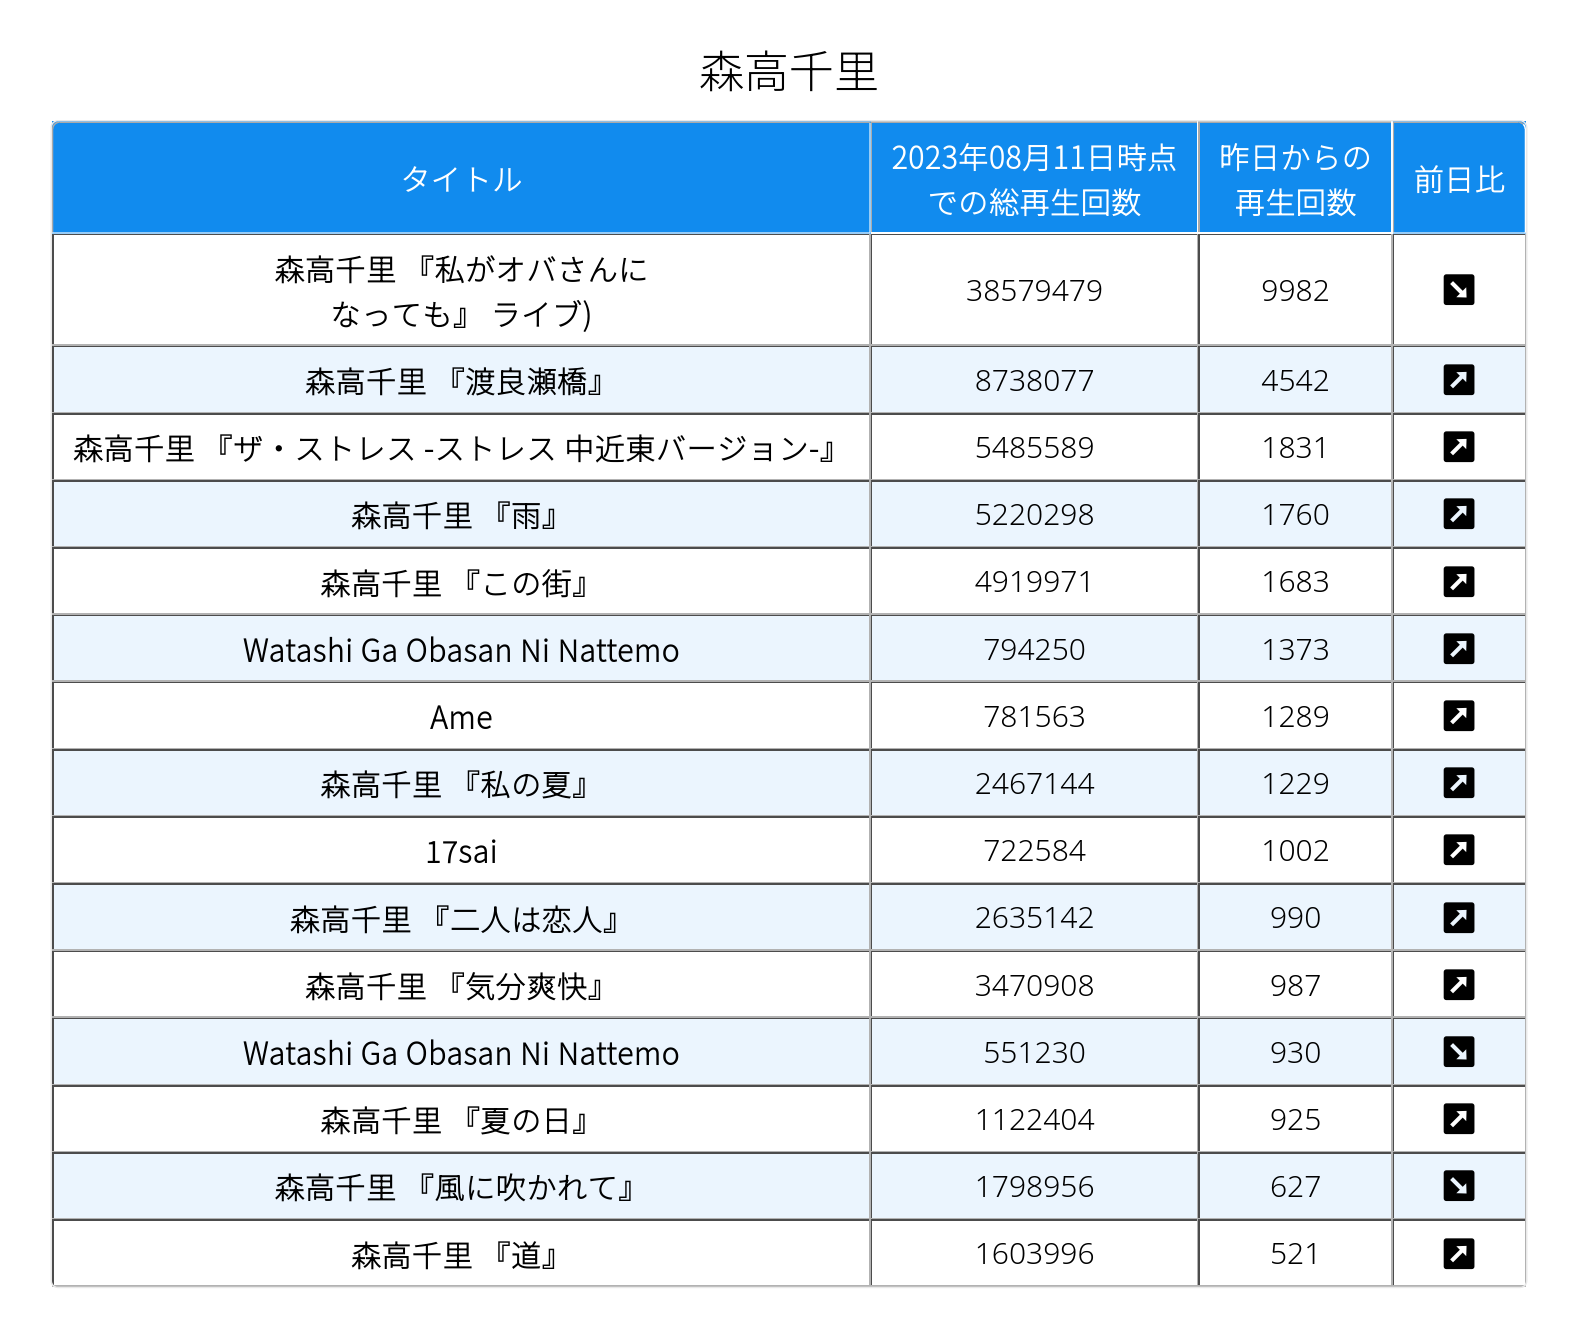 森高千里
タイトル
2023年08月11日時点
での総再生回数
昨日からの
再生回数
前日比
森高千里 『私がオバさんに
なっても』 ライブ)
38579479
9982
森高千里 『渡良瀬橋』
8738077
4542
森高千里 『ザ・ストレス -ストレス 中近東バージョン-』
5485589
1831
森高千里 『雨』
5220298
1760
森高千里 『この街』
4919971
1683
Watashi Ga Obasan Ni Nattemo
794250
1373
Ame
781563
1289
森高千里 『私の夏』
2467144
1229
17sai
722584
1002
森高千里 『二人は恋人』
2635142
990
森高千里 『気分爽快』
3470908
987
Watashi Ga Obasan Ni Nattemo
551230
930
森高千里 『夏の日』
1122404
925
森高千里 『風に吹かれて』
1798956
627
森高千里 『道』
1603996
521